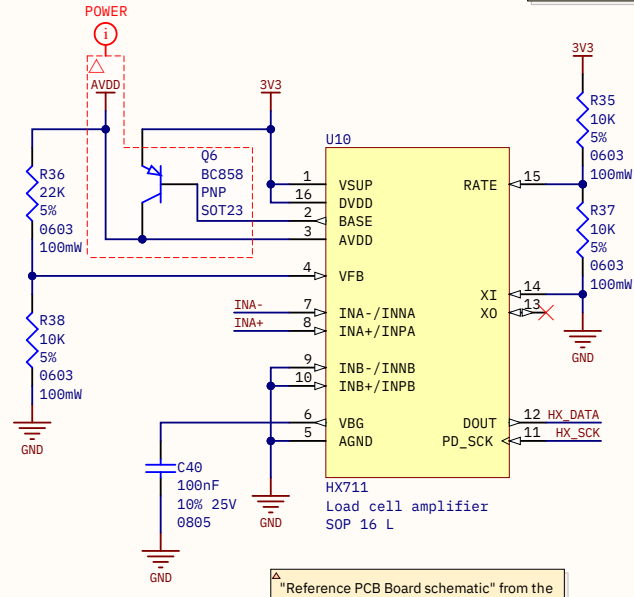 POWER
i
AVDD
3V3
3V3
R35
10K
5%
0603
100mW
U10
Q6
BC858
PNP
SOT23
R36
22K
5%
0603
100mW
1 VSUP
16 DVDD
2 BASE
3 AVDD
RATE 15
R37
10K
5%
0603
100mW
4 VFB
XI 14
XO 13
INA- 7 INA-/INNA
INA+ 8 INA+/INPA
R38
10K
5%
0603
100mW
GND
GND
9 INB-/INNB
10 INB+/INPB
6 VBG
5 AGND
DOUT 12 HX_DATA
PD_SCK 11 HX_SCK
C40
100nF
10% 25V
0805
GND
GND
HX711
Load cell amplifier
SOP 16 L
"Reference PCB Board schematic" from the